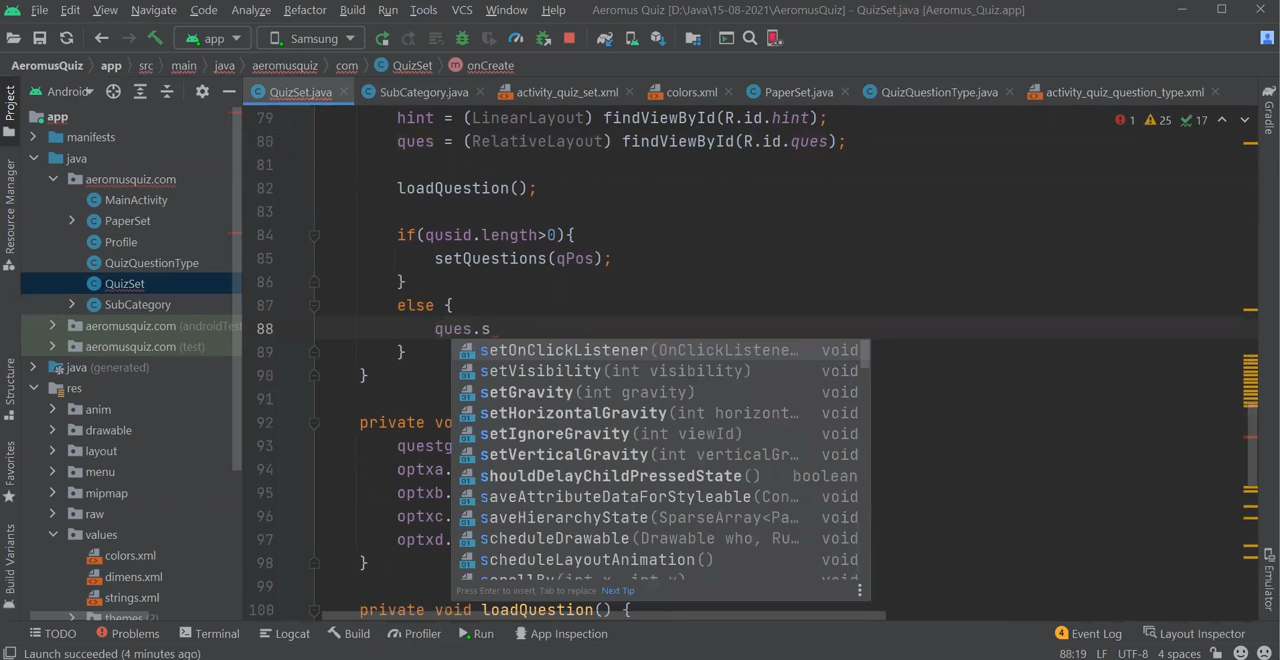 File Edit View Navigate Code Analyze Refactor Build Run Tools VCS Window Help Aeromus Quiz [D:\Java\15-08-2021\AeromusQuiz] - QuizSet.java [Aeromus_Quiz.app]
app Samsung
AeromusQuiz app src main java aeromusquiz com QuizSet onCreate
Android QuizSet.java SubCategory.java activity_quiz_set.xml colors.xml PaperSet.java QuizQuestionType.java activity_quiz_question_type.xml
1 25 17
Project
Resource Manager
Structure
Favorites
Build Variants
Gradle
Emulator
app
manifests
java
aeromusquiz.com
MainActivity
PaperSet
Profile
QuizQuestionType
QuizSet
SubCategory
aeromusquiz.com (androidTest
aeromusquiz.com (test)
java (generated)
res
anim
drawable
layout
menu
mipmap
raw
values
colors.xml
dimens.xml
strings.xml
themes (2)
79 hint = (LinearLayout) findViewById(R.id.hint);
80 ques = (RelativeLayout) findViewById(R.id.ques);
81
82 loadQuestion();
83
84 if(qusid.length>0){
85 setQuestions(qPos);
86 }
87 else {
88 ques.s
89 }
90 }
91
92 private vo
93 questg
94 optxa.
95 optxb.
96 optxc.
97 optxd.
98 }
99
100 private void loadQuestion() {
setOnClickListener(OnClickListene… void
setVisibility(int visibility) void
setGravity(int gravity) void
setHorizontalGravity(int horizont… void
setIgnoreGravity(int viewId) void
setVerticalGravity(int verticalGr… void
shouldDelayChildPressedState() boolean
saveAttributeDataForStyleable(Con… void
saveHierarchyState(SparseArray<Pa… void
scheduleDrawable(Drawable who, Ru… void
scheduleLayoutAnimation() void
scrollBy(int x, int y) void
Press Enter to insert, Tab to replace Next Tip
TODO Problems Terminal Logcat Build Profiler Run App Inspection 4 Event Log Layout Inspector
Launch succeeded (4 minutes ago) 88:19 LF UTF-8 4 spaces